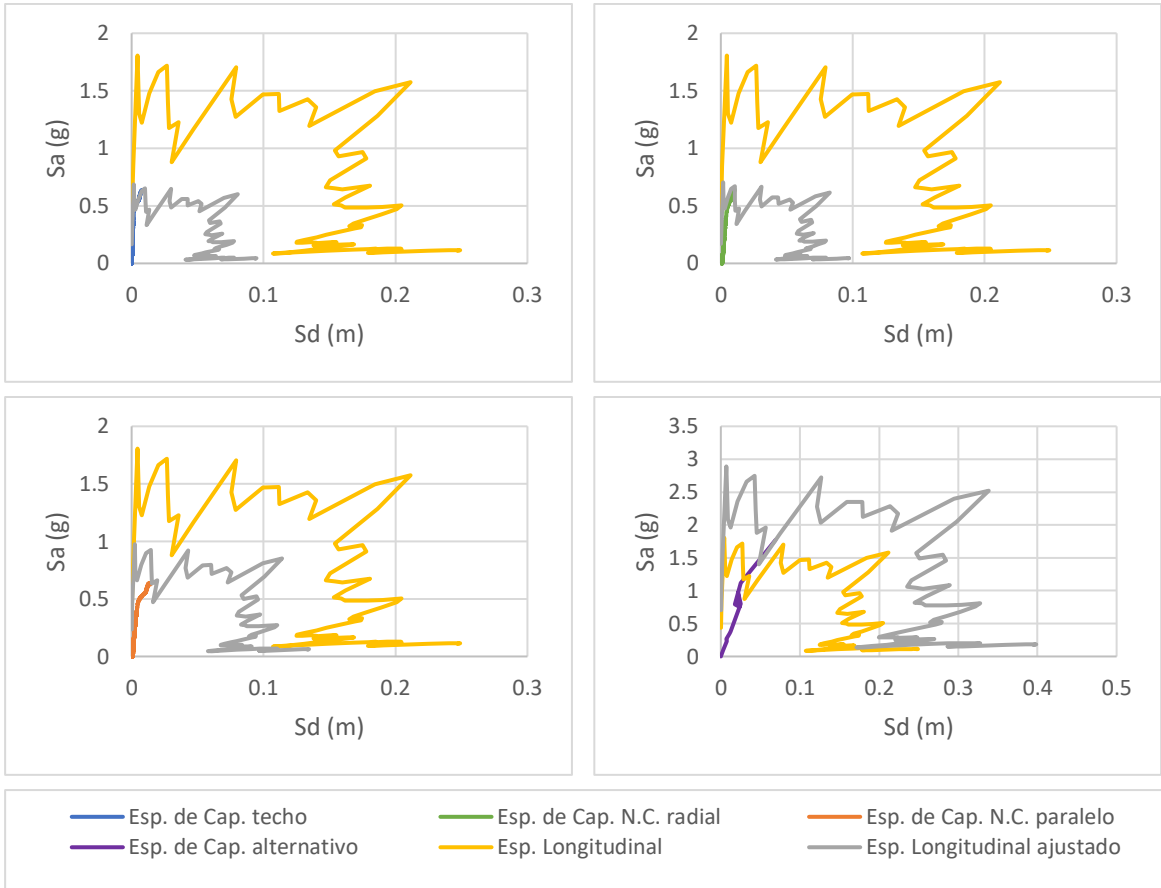 2
1.5
1
0.5
0
0 0.1 0.2 0.3
Sa (g)
Sd (m)
2
1.5
1
0.5
0
0 0.1 0.2 0.3
Sa (g)
Sd (m)
2
1.5
1
0.5
0
0 0.1 0.2 0.3
Sa (g)
Sd (m)
3.5
3
2.5
2
1.5
1
0.5
0
0 0.1 0.2 0.3 0.4 0.5
Sa (g)
Sd (m)
Esp. de Cap. techo Esp. de Cap. N.C. radial Esp. de Cap. N.C. paralelo
Esp. de Cap. alternativo Esp. Longitudinal Esp. Longitudinal ajustado